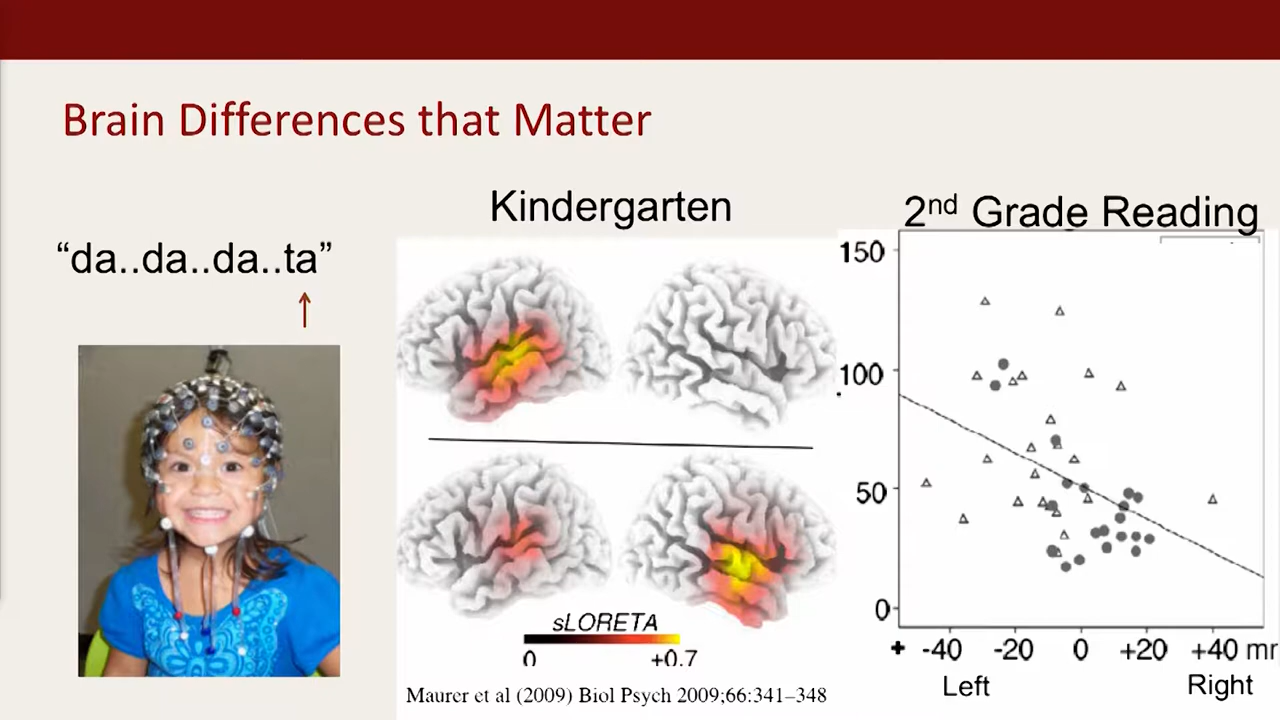 Brain Differences that Matter
“da..da..da..ta”
Kindergarten
sLORETA
0 +0.7
Maurer et al (2009) Biol Psych 2009;66:341–348
2nd Grade Reading
150
100
50
0
+ -40 -20 0 +20 +40 mm
Left Right